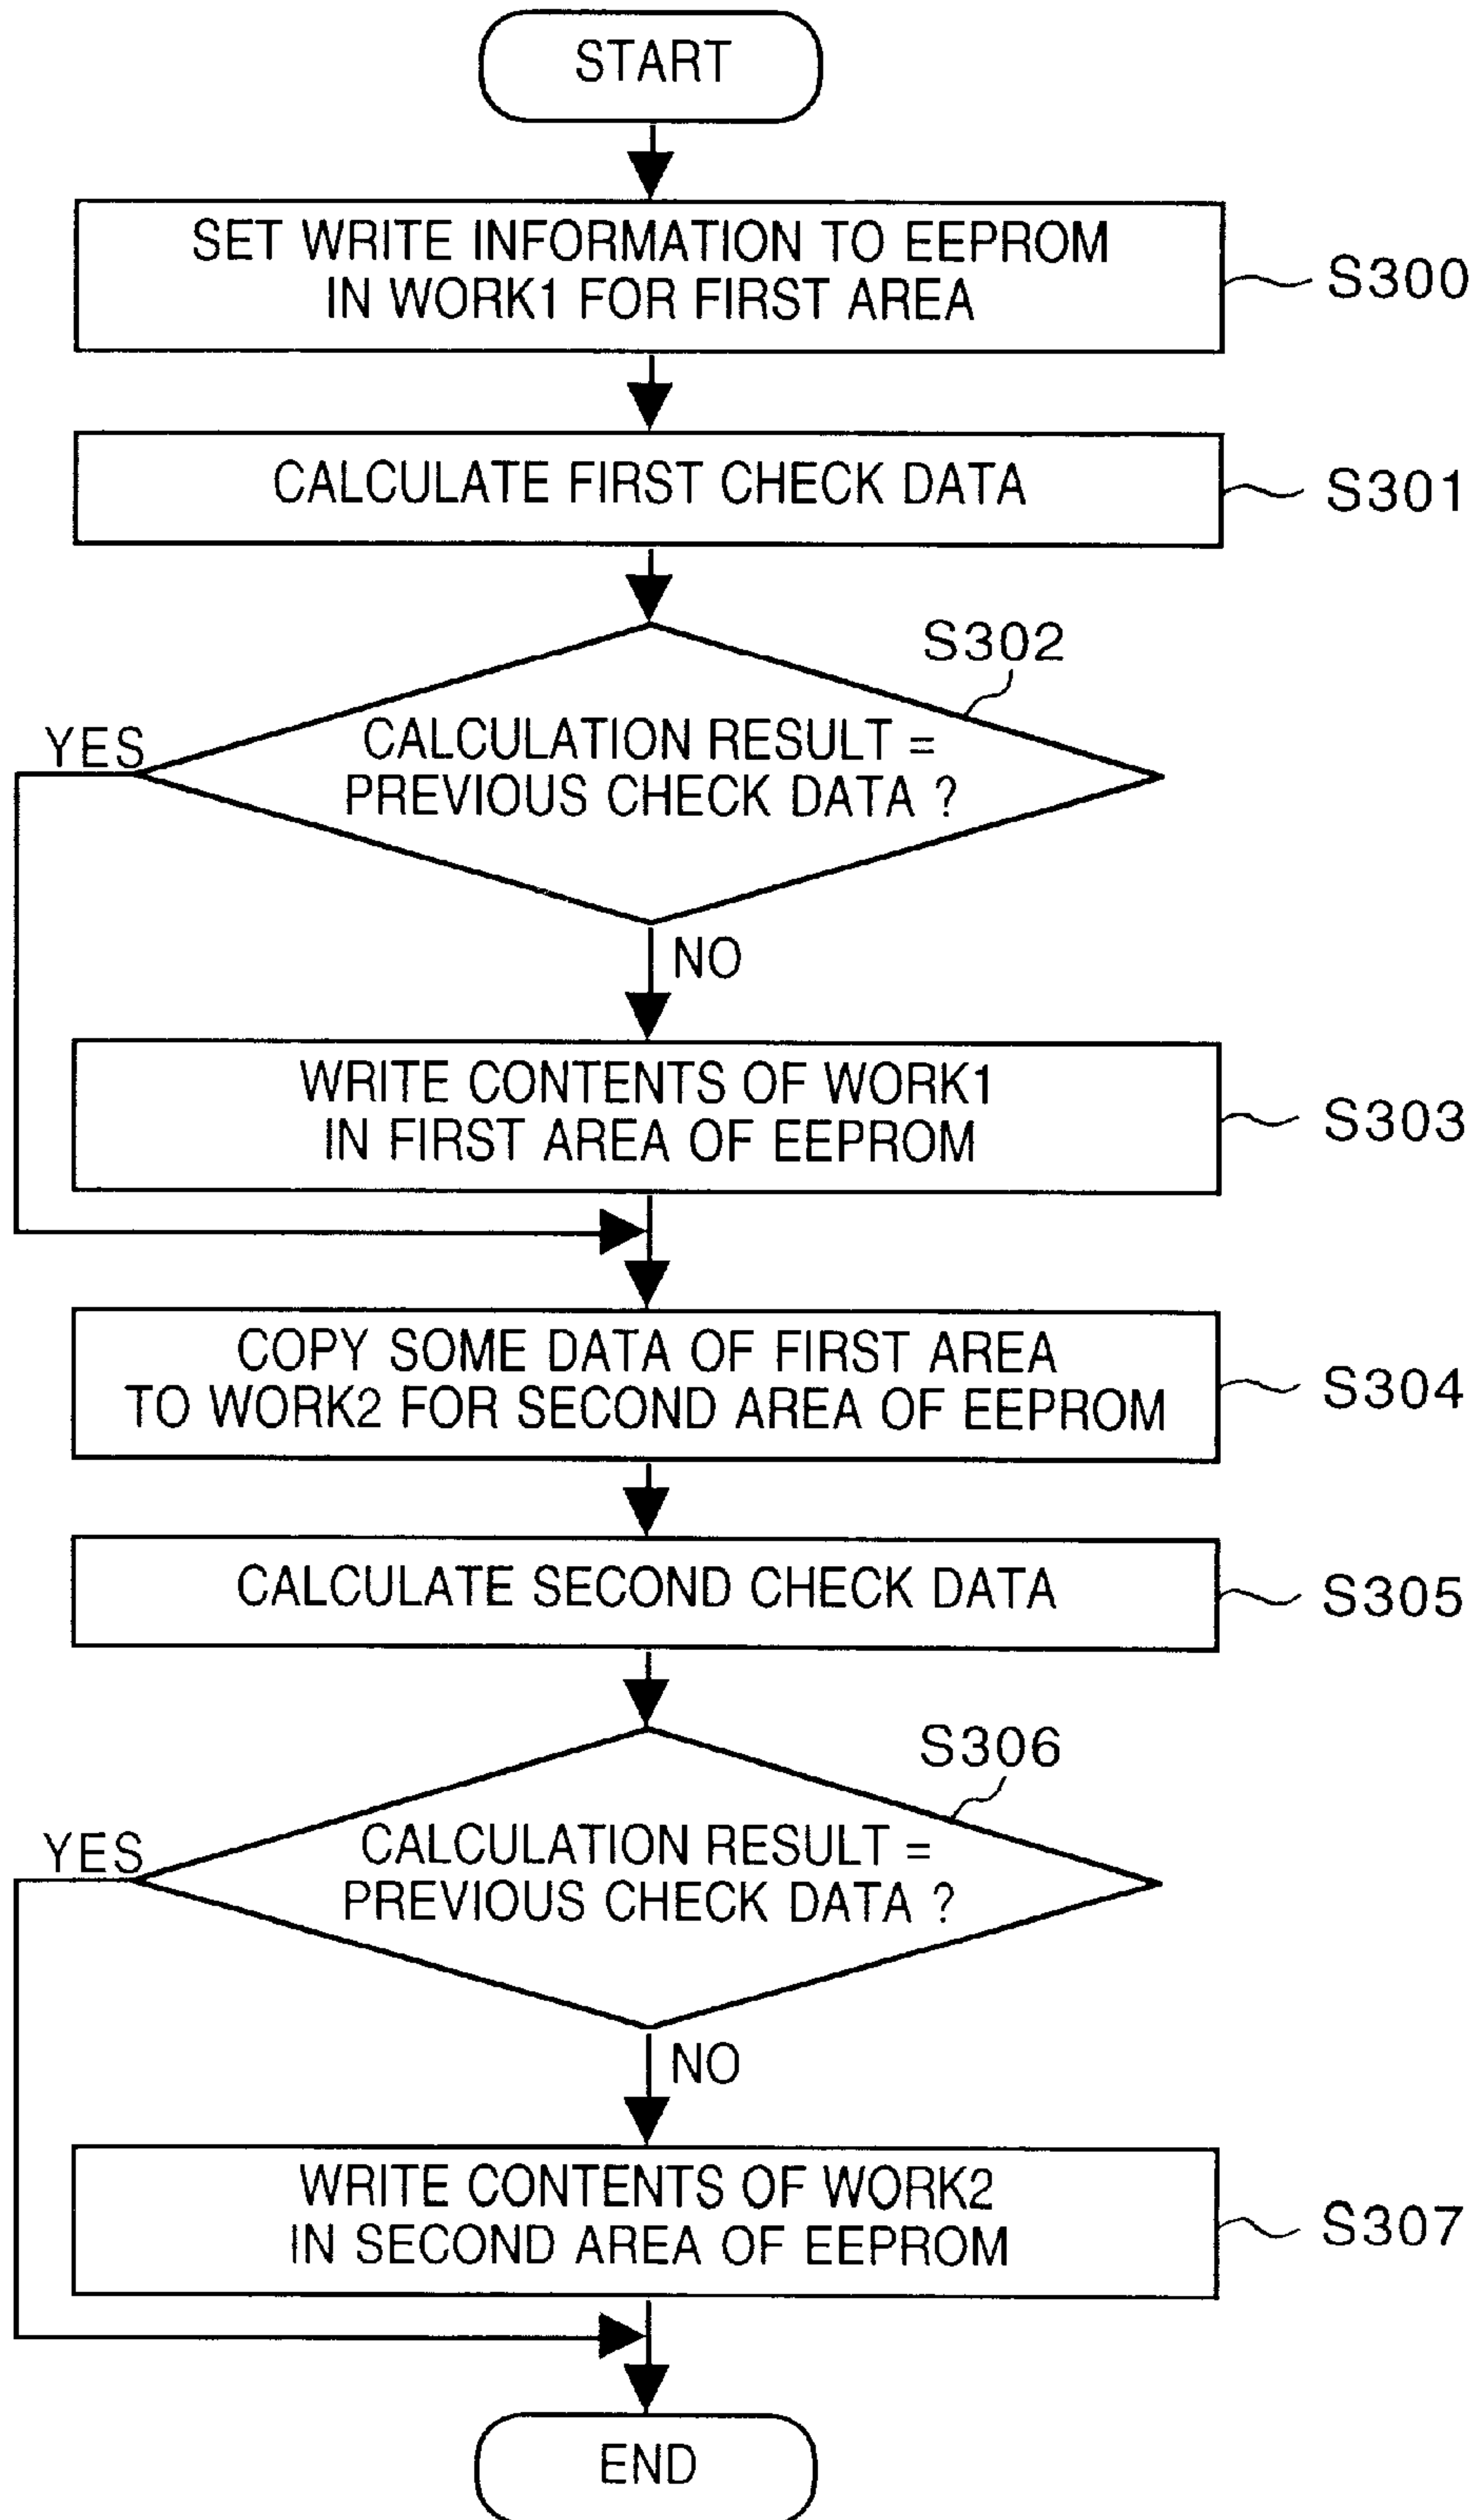 START
SET WRITE INFORMATION TO EEPROM
IN WORK1 FOR FIRST AREA
S300
CALCULATE FIRST CHECK DATA
S301
S302
YES
CALCULATION RESULT =
PREVIOUS CHECK DATA ?
NO
WRITE CONTENTS OF WORK1
IN FIRST AREA OF EEPROM
S303
COPY SOME DATA OF FIRST AREA
TO WORK2 FOR SECOND AREA OF EEPROM
S304
CALCULATE SECOND CHECK DATA
S305
S306
YES
CALCULATION RESULT =
PREVIOUS CHECK DATA ?
NO
WRITE CONTENTS OF WORK2
IN SECOND AREA OF EEPROM
S307
END